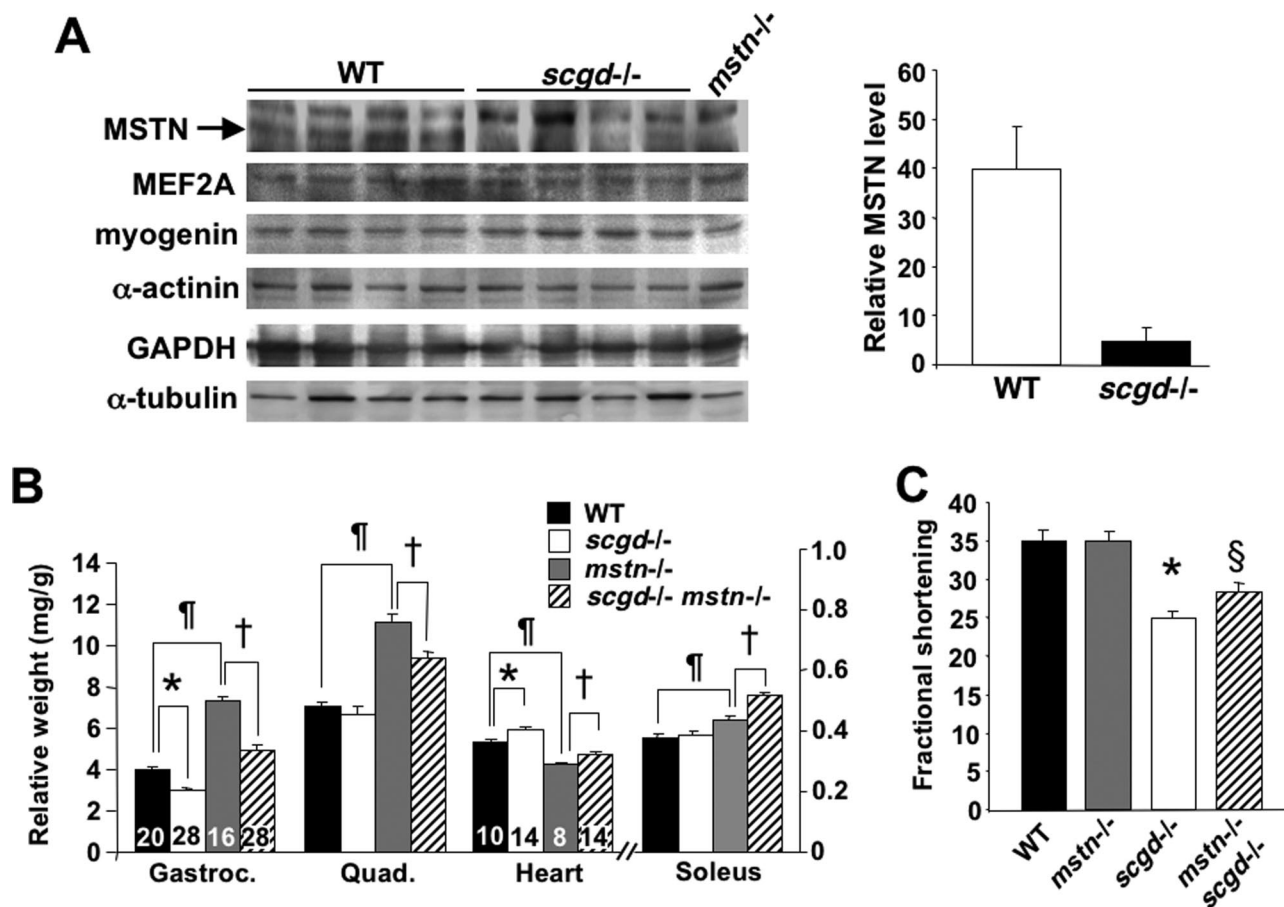 A
WT scgd-/- mstn-/-
MSTN
MEF2A
myogenin
α-actinin
GAPDH
α-tubulin
Relative MSTN level
60
50
40
30
20
10
0
WT scgd-/-
B
WT
scgd-/-
mstn-/-
scgd-/- mstn-/-
Relative weight (mg/g)
14
12
10
8
6
4
2
0
¶ * †
¶ †
¶ * †
¶ †
20 28 16 28
10 14 8 14
1.0
0.8
0.6
0.4
0.2
0
Gastroc. Quad. Heart // Soleus
C
Fractional shortening
40
35
30
25
20
15
10
5
0
* §
WT mstn-/- scgd-/- mstn-/-
scgd-/-